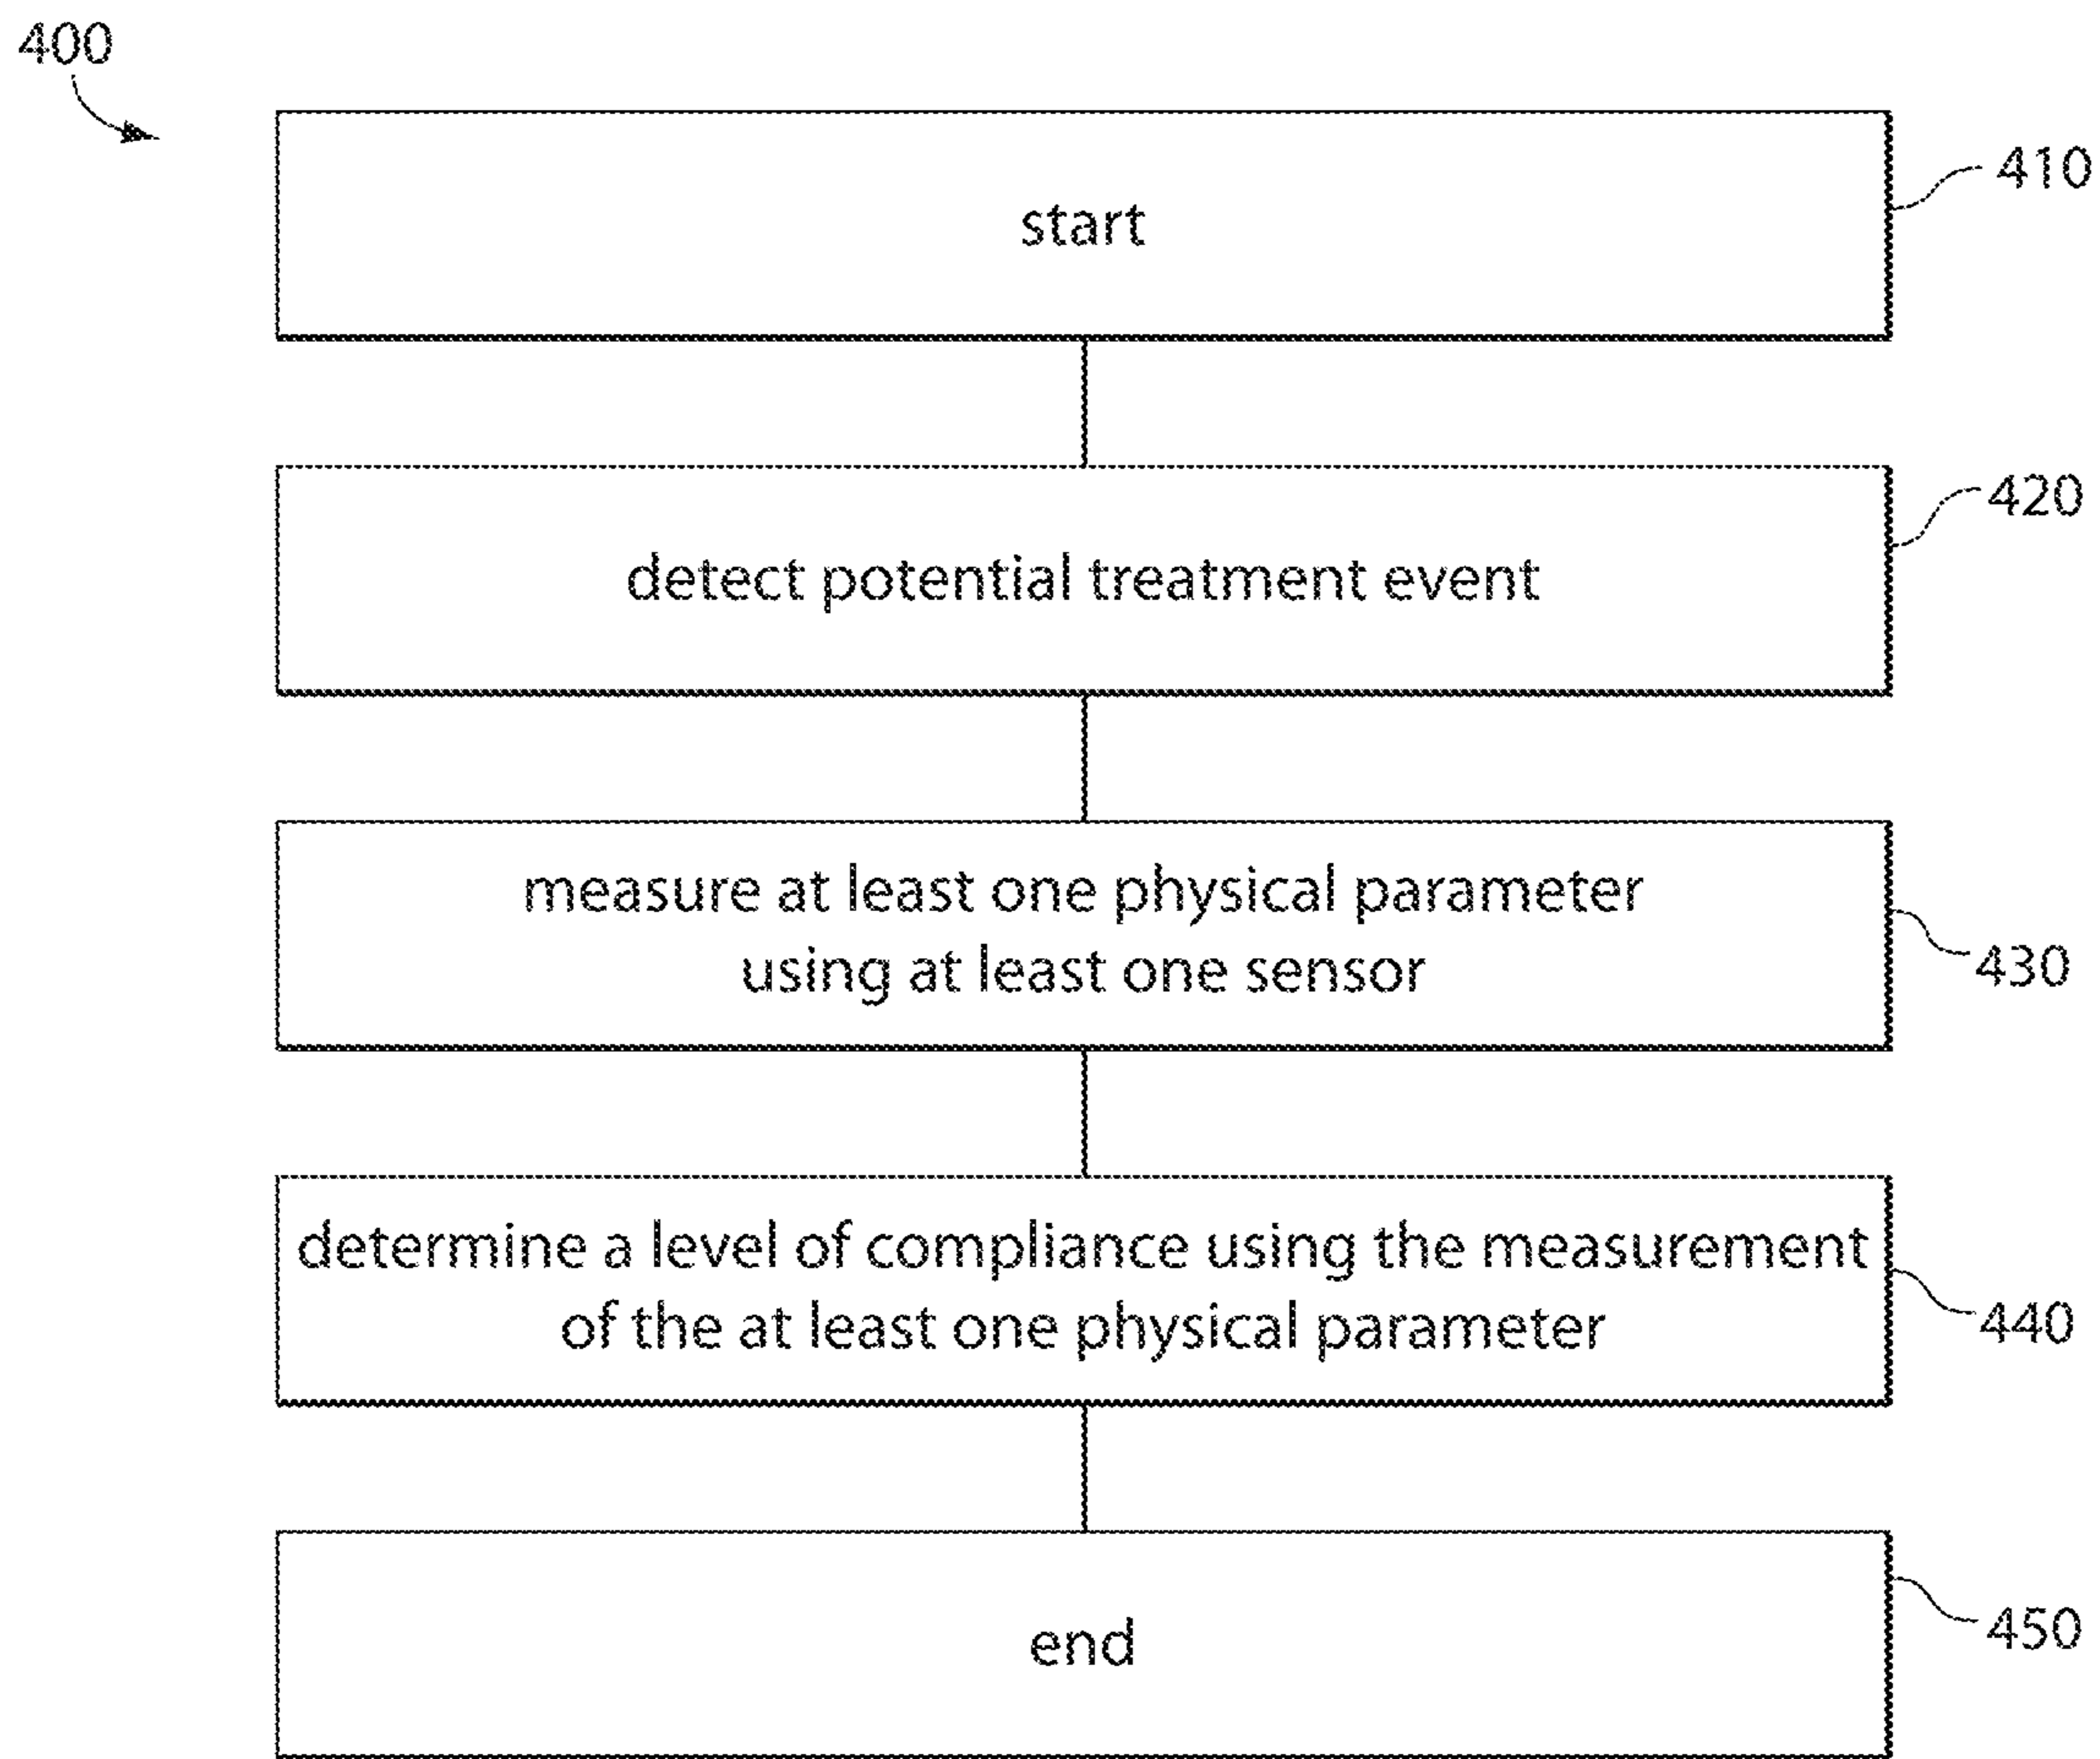 400
start
410
detect potential treatment event
420
measure at least one physical parameter
using at least one sensor
430
determine a level of compliance using the measurement
of the at least one physical parameter
440
end
450